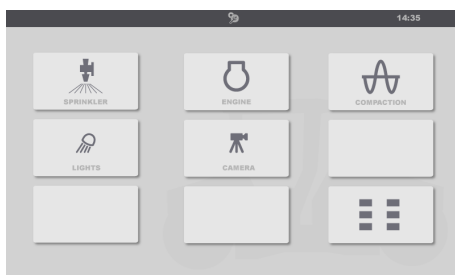 14:35
SPRINKLER
ENGINE
COMPACTION
LIGHTS
CAMERA